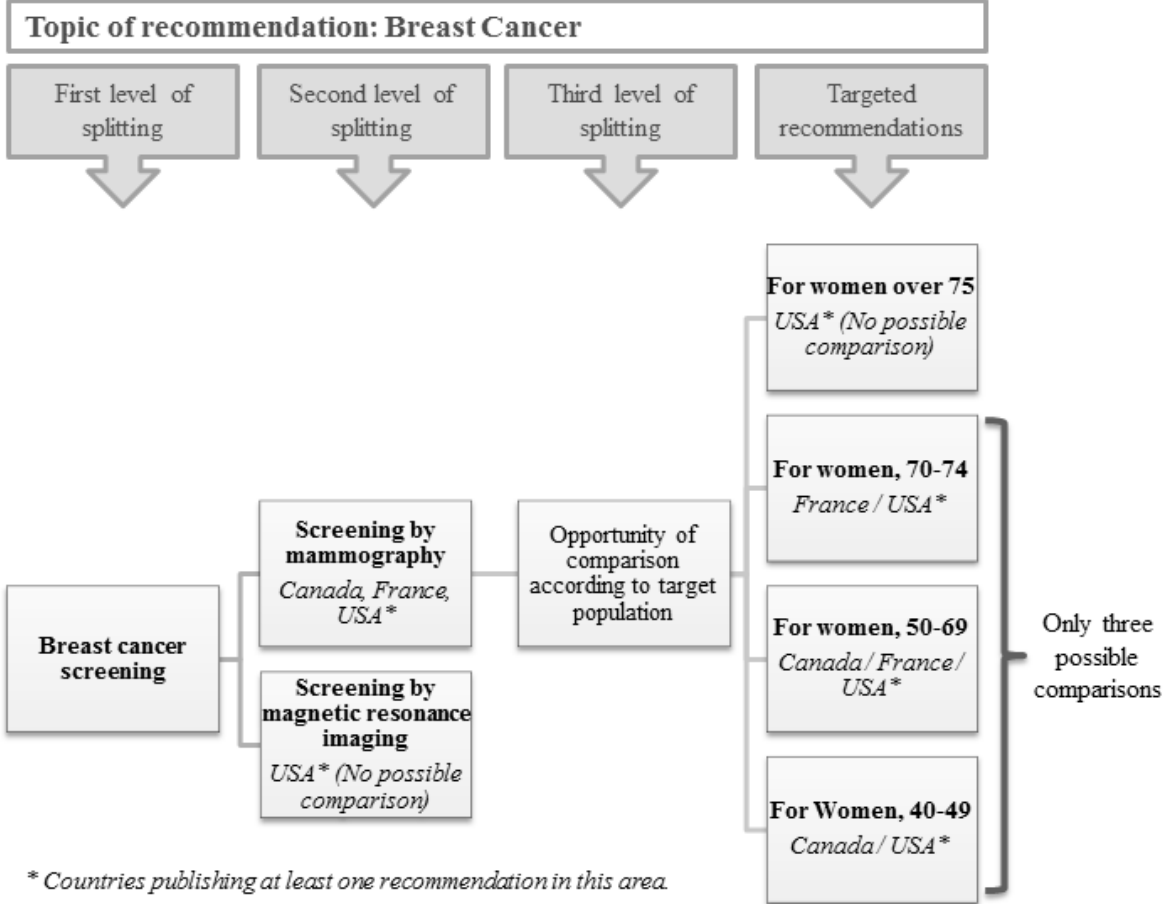 Topic of recommendation: Breast Cancer
First level of
splitting
Second level of
splitting
Third level of
splitting
Targeted
recommendations
Breast cancer
screening
Screening by
mammography
Canada, France,
USA*
Screening by
magnetic resonance
imaging
USA* (No possible
comparison)
Opportunity of
comparison
according to target
population
For women over 75
USA* (No possible
comparison)
For women, 70-74
France / USA*
For women, 50-69
Canada / France /
USA*
For Women, 40-49
Canada / USA*
Only three
possible
comparisons
* Countries publishing at least one recommendation in this area.